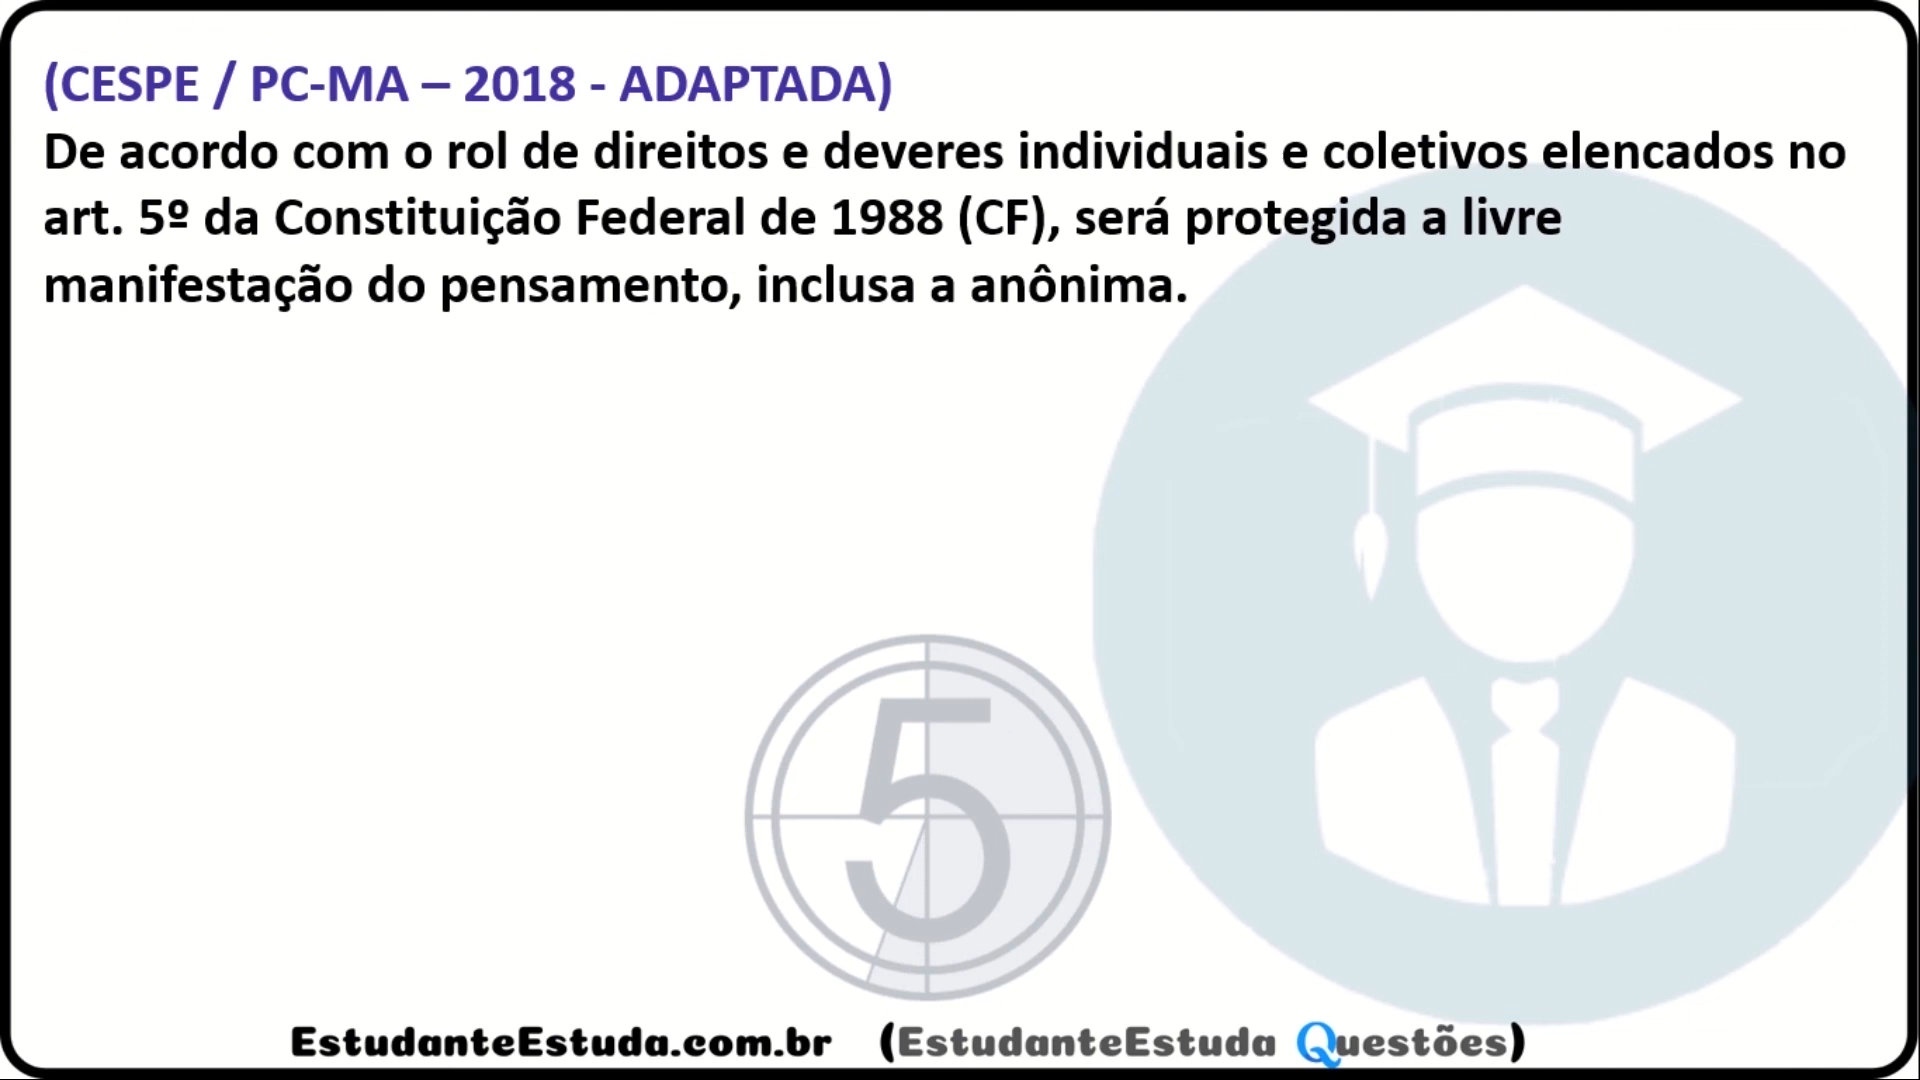 (CESPE / PC-MA – 2018 - ADAPTADA)
De acordo com o rol de direitos e deveres individuais e coletivos elencados no
art. 5º da Constituição Federal de 1988 (CF), será protegida a livre
manifestação do pensamento, inclusa a anônima.
5
EstudanteEstuda.com.br (EstudanteEstuda Questões)